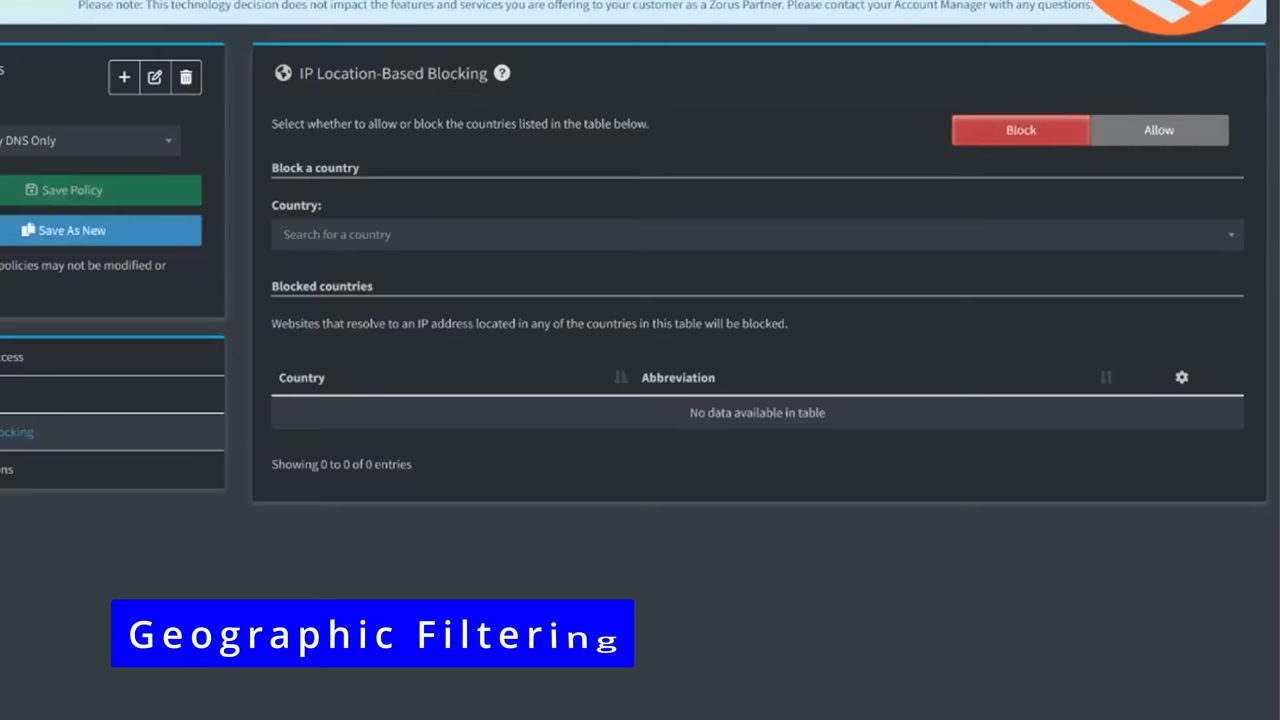 Please note: This technology decision does not impact the features and services you are offering to your customer as a Zorus Partner. Please contact your Account Manager with any questions.
s
y DNS Only
Save Policy
Save As New
policies may not be modified or
cess
ocking
ns
IP Location-Based Blocking ?
Select whether to allow or block the countries listed in the table below.
Block Allow
Block a country
Country:
Search for a country
Blocked countries
Websites that resolve to an IP address located in any of the countries in this table will be blocked.
Country Abbreviation
No data available in table
Showing 0 to 0 of 0 entries
Geographic Filtering